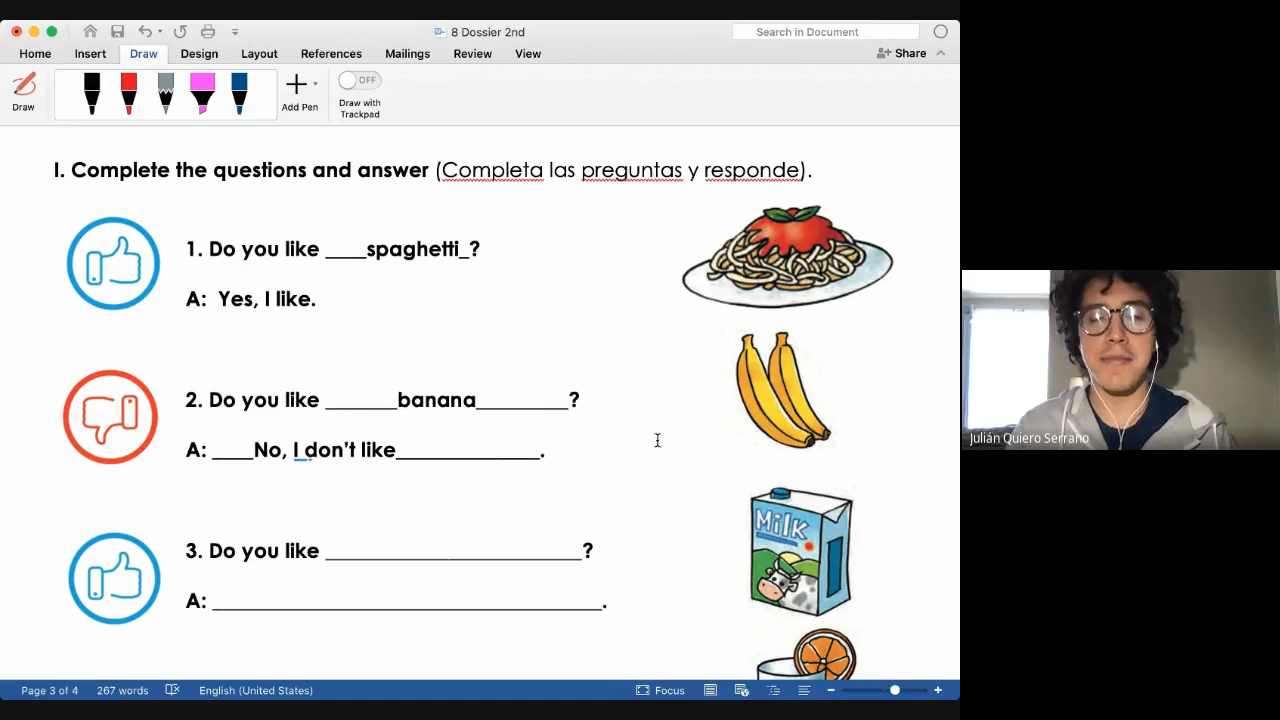 8 Dossier 2nd
Search in Document
Home Insert Draw Design Layout References Mailings Review View
Share
OFF
Draw
Add Pen
Draw with
Trackpad
I. Complete the questions and answer (Completa las preguntas y responde).
1. Do you like ____spaghetti_?
A: Yes, I like.
2. Do you like _______banana_________?
A: ____No, I don't like______________.
Milk
3. Do you like _________________________?
A: ______________________________________.
Julián Quiero Serrano
Page 3 of 4 267 words English (United States) Focus